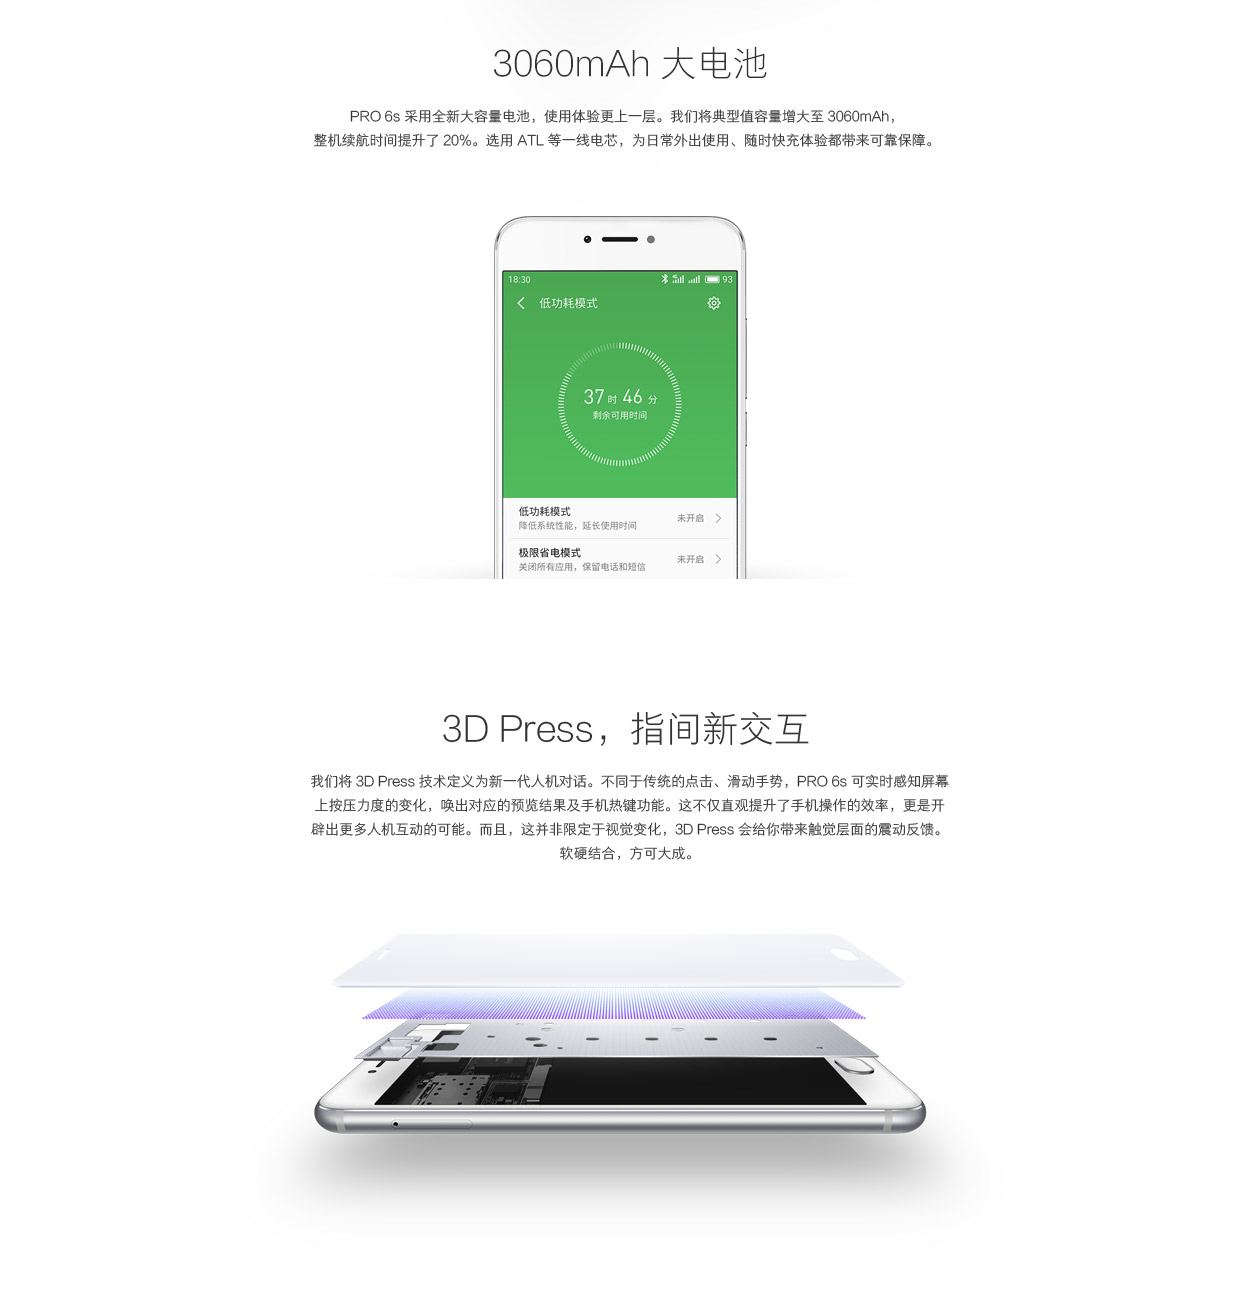 3060mAh 大电池
PRO 6s 采用全新大容量电池，使用体验更上一层。我们将典型值容量增大至 3060mAh，
整机续航时间提升了 20%。选用 ATL 等一线电芯，为日常外出使用、随时快充体验都带来可靠保障。
18:30 93
低功耗模式
37 时 46 分
剩余可用时间
低功耗模式
降低系统性能，延长使用时间 未开启
极限省电模式
关闭所有应用，保留电话和短信 未开启
3D Press，指间新交互
我们将 3D Press 技术定义为新一代人机对话。不同于传统的点击、滑动手势，PRO 6s 可实时感知屏幕
上按压力度的变化，唤出对应的预览结果及手机热键功能。这不仅直观提升了手机操作的效率，更是开
辟出更多人机互动的可能。而且，这并非限定于视觉变化，3D Press 会给你带来触觉层面的震动反馈。
软硬结合，方可大成。